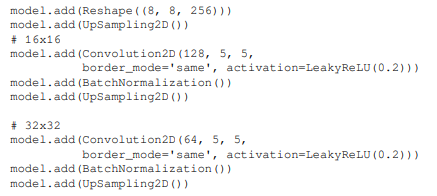 model.add(Reshape((8, 8, 256)))
model.add(UpSampling2D())
# 16x16
model.add(Convolution2D(128, 5, 5,
border_mode='same', activation=LeakyReLU(0.2)))
model.add(BatchNormalization())
model.add(UpSampling2D())
# 32x32
model.add(Convolution2D(64, 5, 5,
border_mode='same', activation=LeakyReLU(0.2)))
model.add(BatchNormalization())
model.add(UpSampling2D())